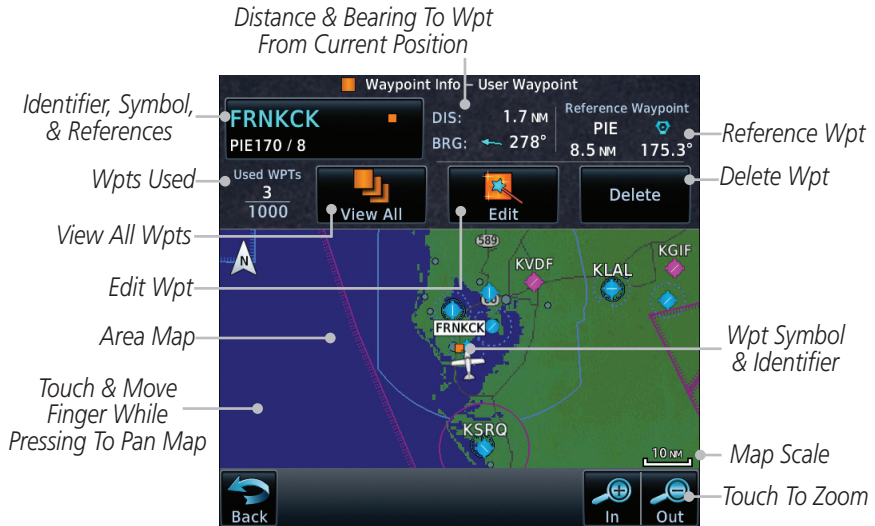 Distance & Bearing To Wpt
From Current Position
Waypoint Info – User Waypoint
Identifier, Symbol,
& References
FRNKCK
PIE170 / 8
DIS: 1.7 NM
BRG: 278°
Reference Waypoint
PIE
8.5 NM 175.3°
Reference Wpt
Wpts Used
Used WPTs
3
1000
View All
Edit
Delete
Delete Wpt
View All Wpts
Edit Wpt
Area Map
Touch & Move
Finger While
Pressing To Pan Map
N
589
KVDF
KLAL
KGIF
FRNKCK
Wpt Symbol
& Identifier
KSRQ
10 NM
Map Scale
Back
In
Out
Touch To Zoom